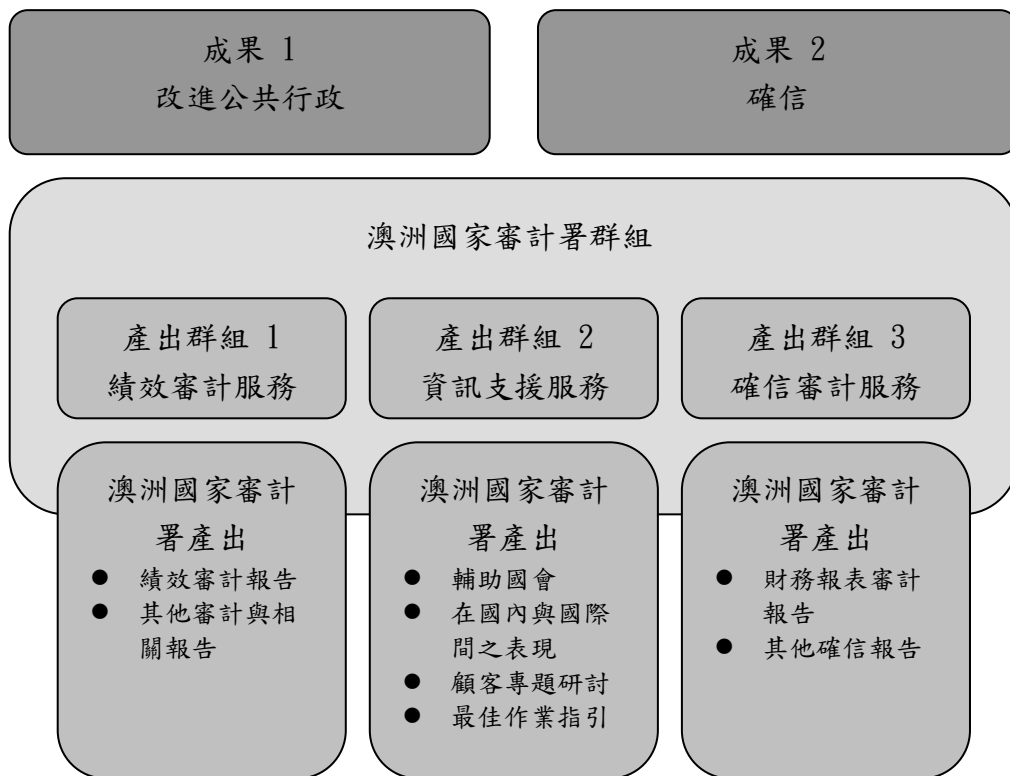 成果 1
改進公共行政
成果 2
確信
澳洲國家審計署群組
產出群組 1
績效審計服務
產出群組 2
資訊支援服務
產出群組 3
確信審計服務
澳洲國家審計
署產出
● 績效審計報告
● 其他審計與相
關報告
澳洲國家審計
署產出
● 輔助國會
● 在國內與國際
間之表現
● 顧客專題研討
● 最佳作業指引
澳洲國家審計
署產出
● 財務報表審計
報告
● 其他確信報告